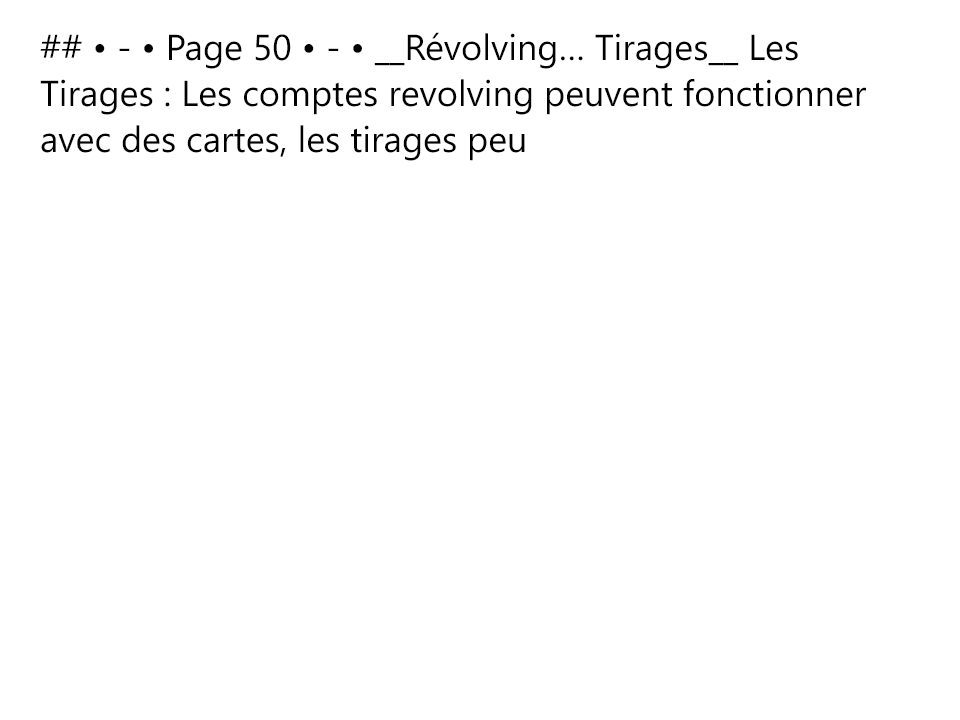 ## • - • Page 50 • - • __Révolving... Tirages__ Les
Tirages : Les comptes revolving peuvent fonctionner
avec des cartes, les tirages peu